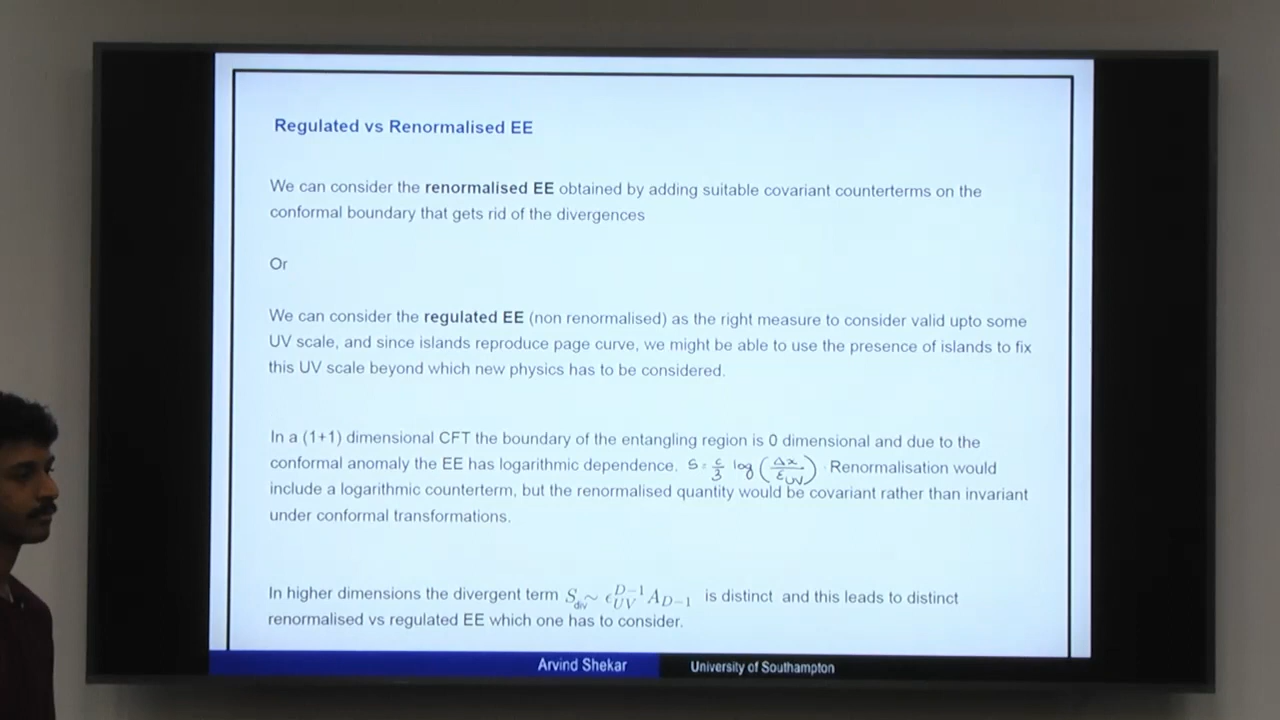 Regulated vs Renormalised EE
We can consider the renormalised EE obtained by adding suitable covariant counterterms on the
conformal boundary that gets rid of the divergences
Or
We can consider the regulated EE (non renormalised) as the right measure to consider valid upto some
UV scale, and since islands reproduce page curve, we might be able to use the presence of islands to fix
this UV scale beyond which new physics has to be considered.
In a (1+1) dimensional CFT the boundary of the entangling region is 0 dimensional and due to the
conformal anomaly the EE has logarithmic dependence. S = c/3 log (Δx/ε_UV) . Renormalisation would
include a logarithmic counterterm, but the renormalised quantity would be covariant rather than invariant
under conformal transformations.
In higher dimensions the divergent term S_div ~ ϵ_UV^{D-1} A_{D-1} is distinct and this leads to distinct
renormalised vs regulated EE which one has to consider.
Arvind Shekar University of Southampton